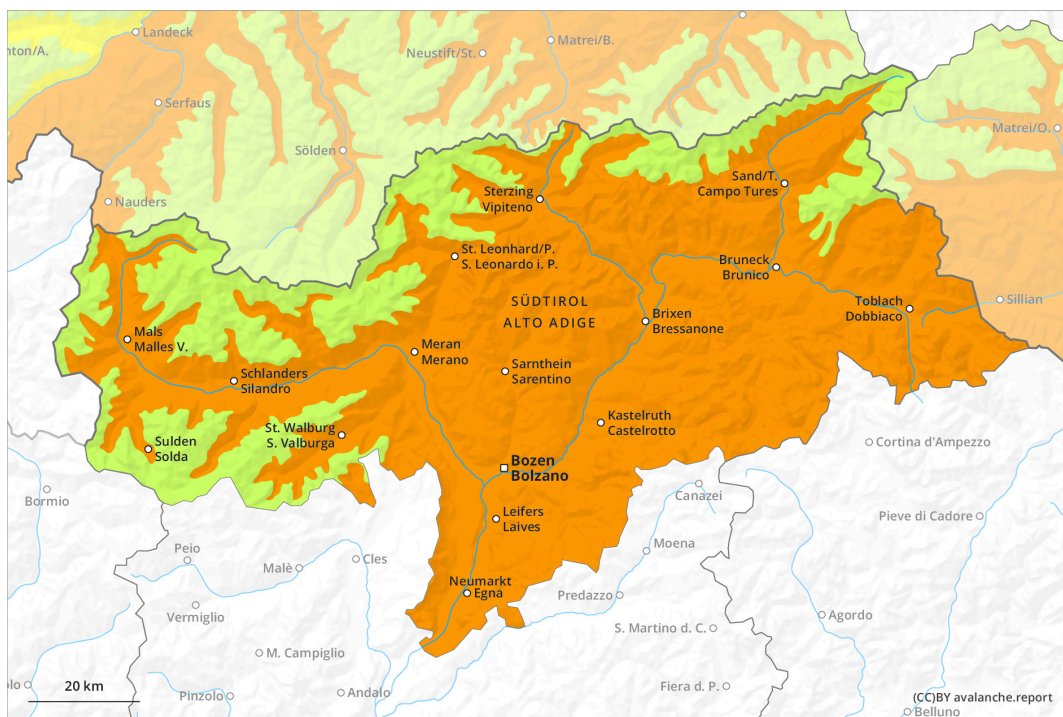 Landeck
nton/A.
Neustift/St.
Matrei/B.
Serfaus
Matrei/O.
Sölden
Nauders
Sterzing
Vipiteno
Sand/T.
Campo Tures
St. Leonhard/P.
S. Leonardo i. P.
Bruneck
Brunico
SÜDTIROL
ALTO ADIGE
Toblach
Dobbiaco
Sillian
Brixen
Bressanone
Mals
Malles V.
Meran
Merano
Sarnthein
Sarentino
Schlanders
Silandro
Kastelruth
Castelrotto
St. Walburg
S. Valburga
Sulden
Solda
Cortina d'Ampezzo
Bozen
Bolzano
Bormio
Canazei
Leifers
Laives
Pieve di Cadore
Peio
Cles
Malè
Moena
Neumarkt
Egna
Predazzo
Vermiglio
Agordo
S. Martino d. C.
M. Campiglio
olo
20 km
Pinzolo
Andalo
Fiera d. P.
(CC)BY avalanche.report
Belluno